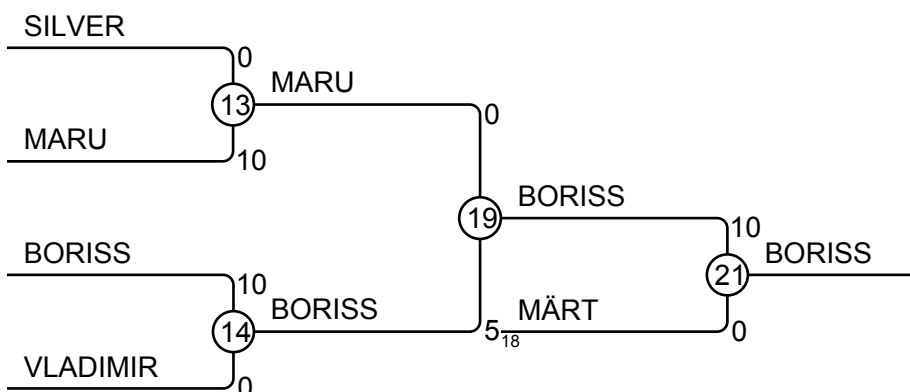 SILVER
0
13
MARU
MARU
10
0
19
BORISS
BORISS
10
14
BORISS
VLADIMIR
0
5
18
MÄRT
10
21
BORISS
0